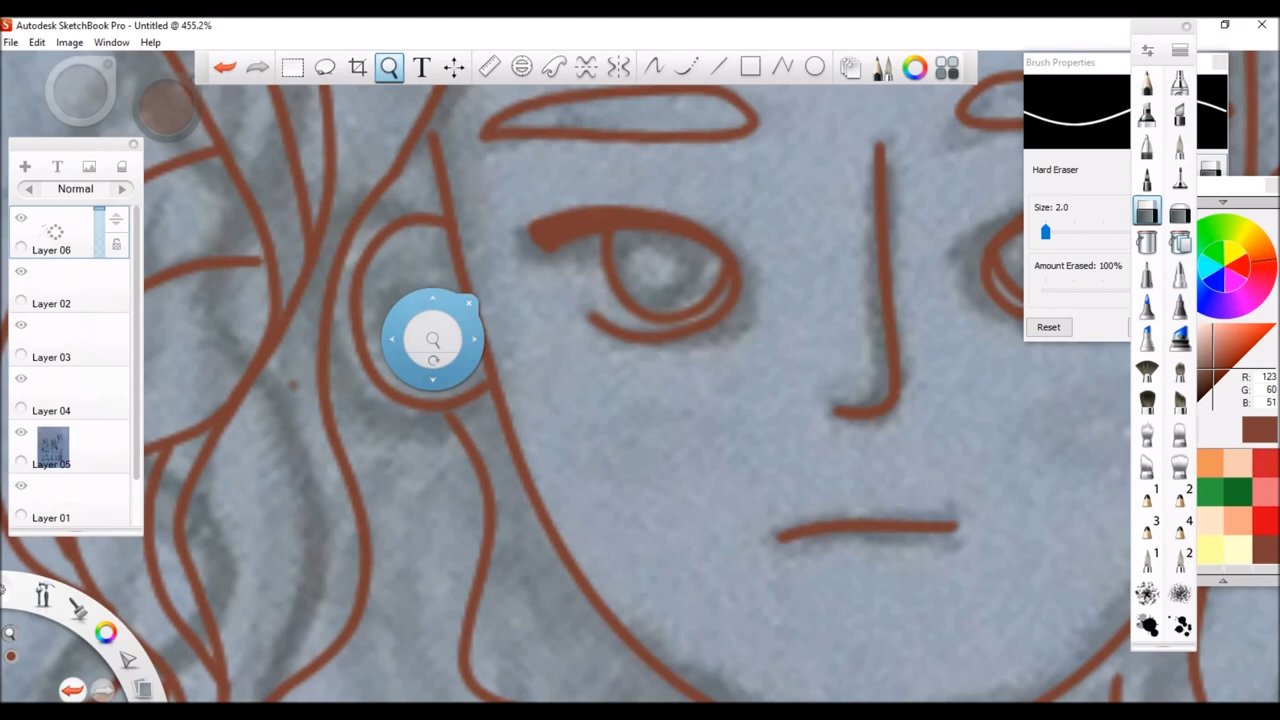 Autodesk SketchBook Pro - Untitled @ 455.2%
File Edit Image Window Help
T
Brush Properties
T
Normal
Hard Eraser
Layer 06
Size: 2.0
Amount Erased: 100%
Layer 02
Reset
Layer 03
R: 123
G: 60
B: 51
Layer 04
Layer 05
1 2
Layer 01
3 4
1 2